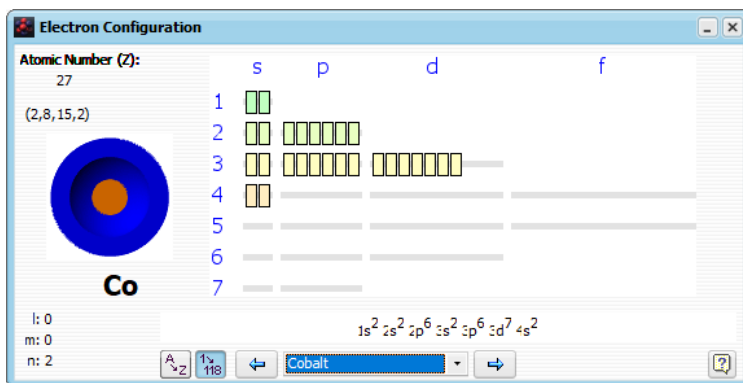 Electron Configuration
Atomic Number (Z):
27
(2,8,15,2)
s p d f
1
2
3
4
5
6
7
Co
l: 0
m: 0
n: 2
1s² 2s² 2p⁶ 3s² 3p⁶ 3d⁷ 4s²
A Z
1 118
Cobalt
?